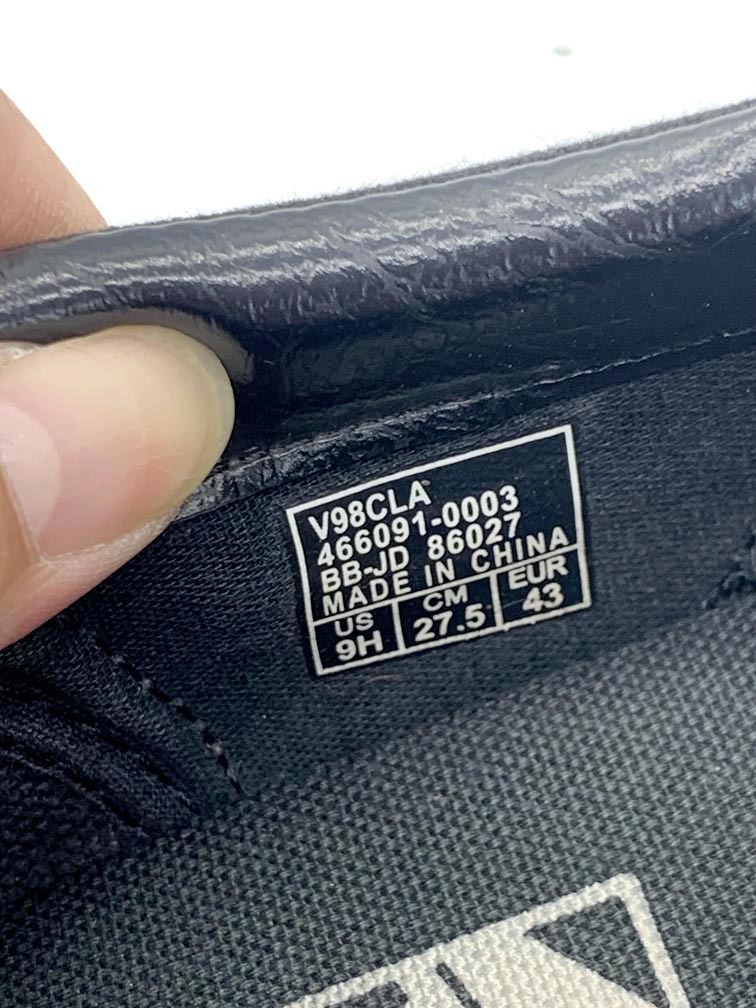 V98CLA
466091-0003
BB-JD 86027
MADE IN CHINA
US CM EUR
9H 27.5 43